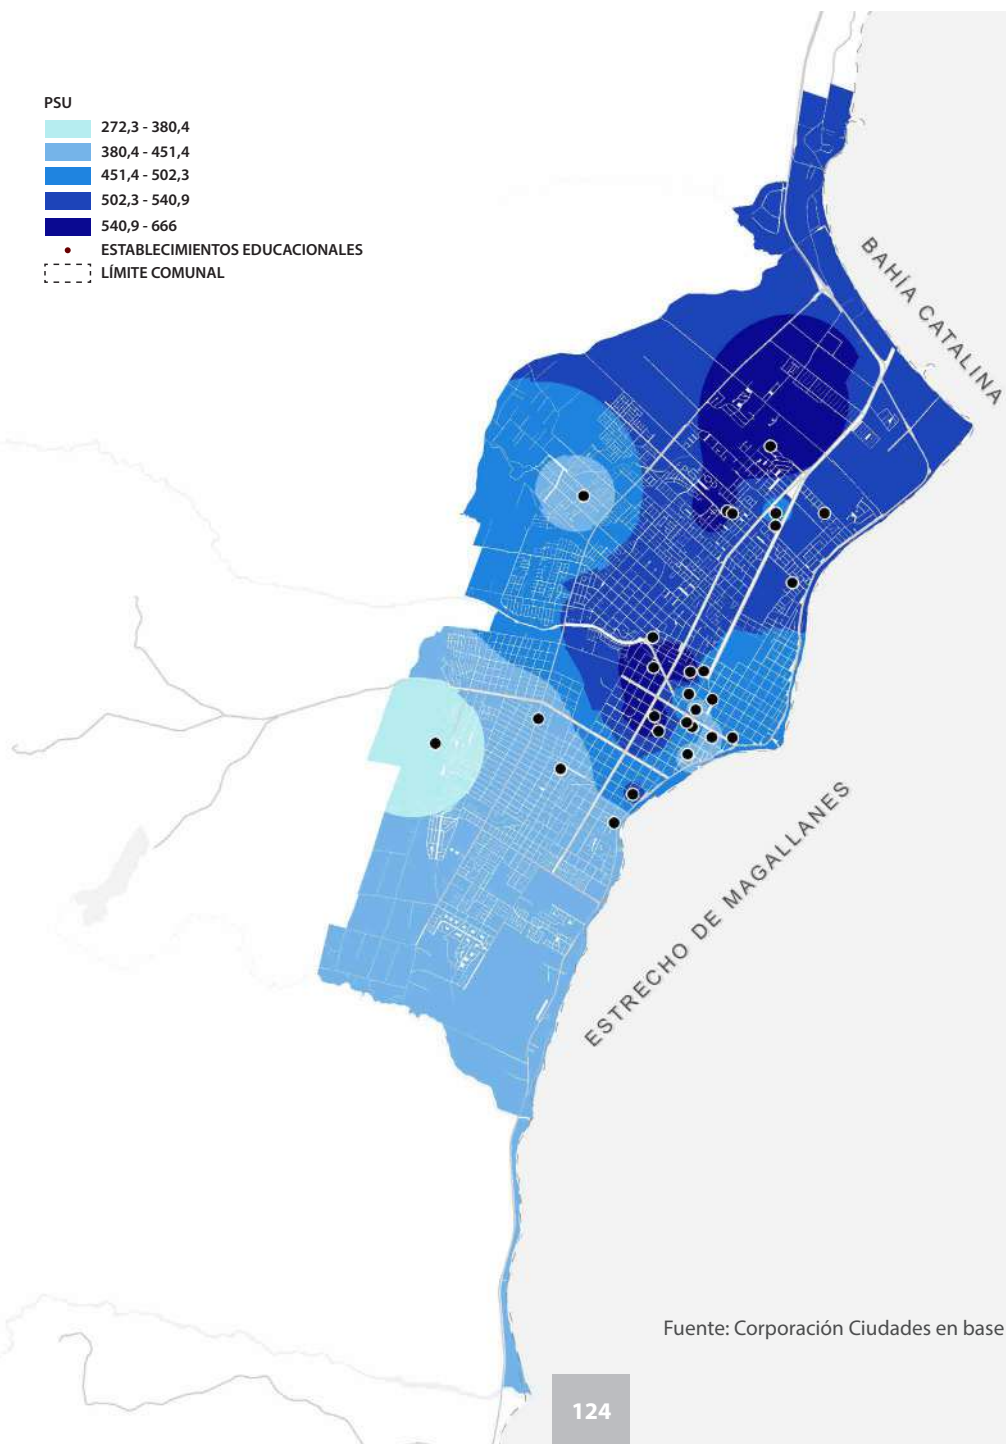 PSU
272,3 - 380,4
380,4 - 451,4
451,4 - 502,3
502,3 - 540,9
540,9 - 666
ESTABLECIMIENTOS EDUCACIONALES
LÍMITE COMUNAL
BAHÍA CATALINA
ESTRECHO DE MAGALLANES
Fuente: Corporación Ciudades en base
124